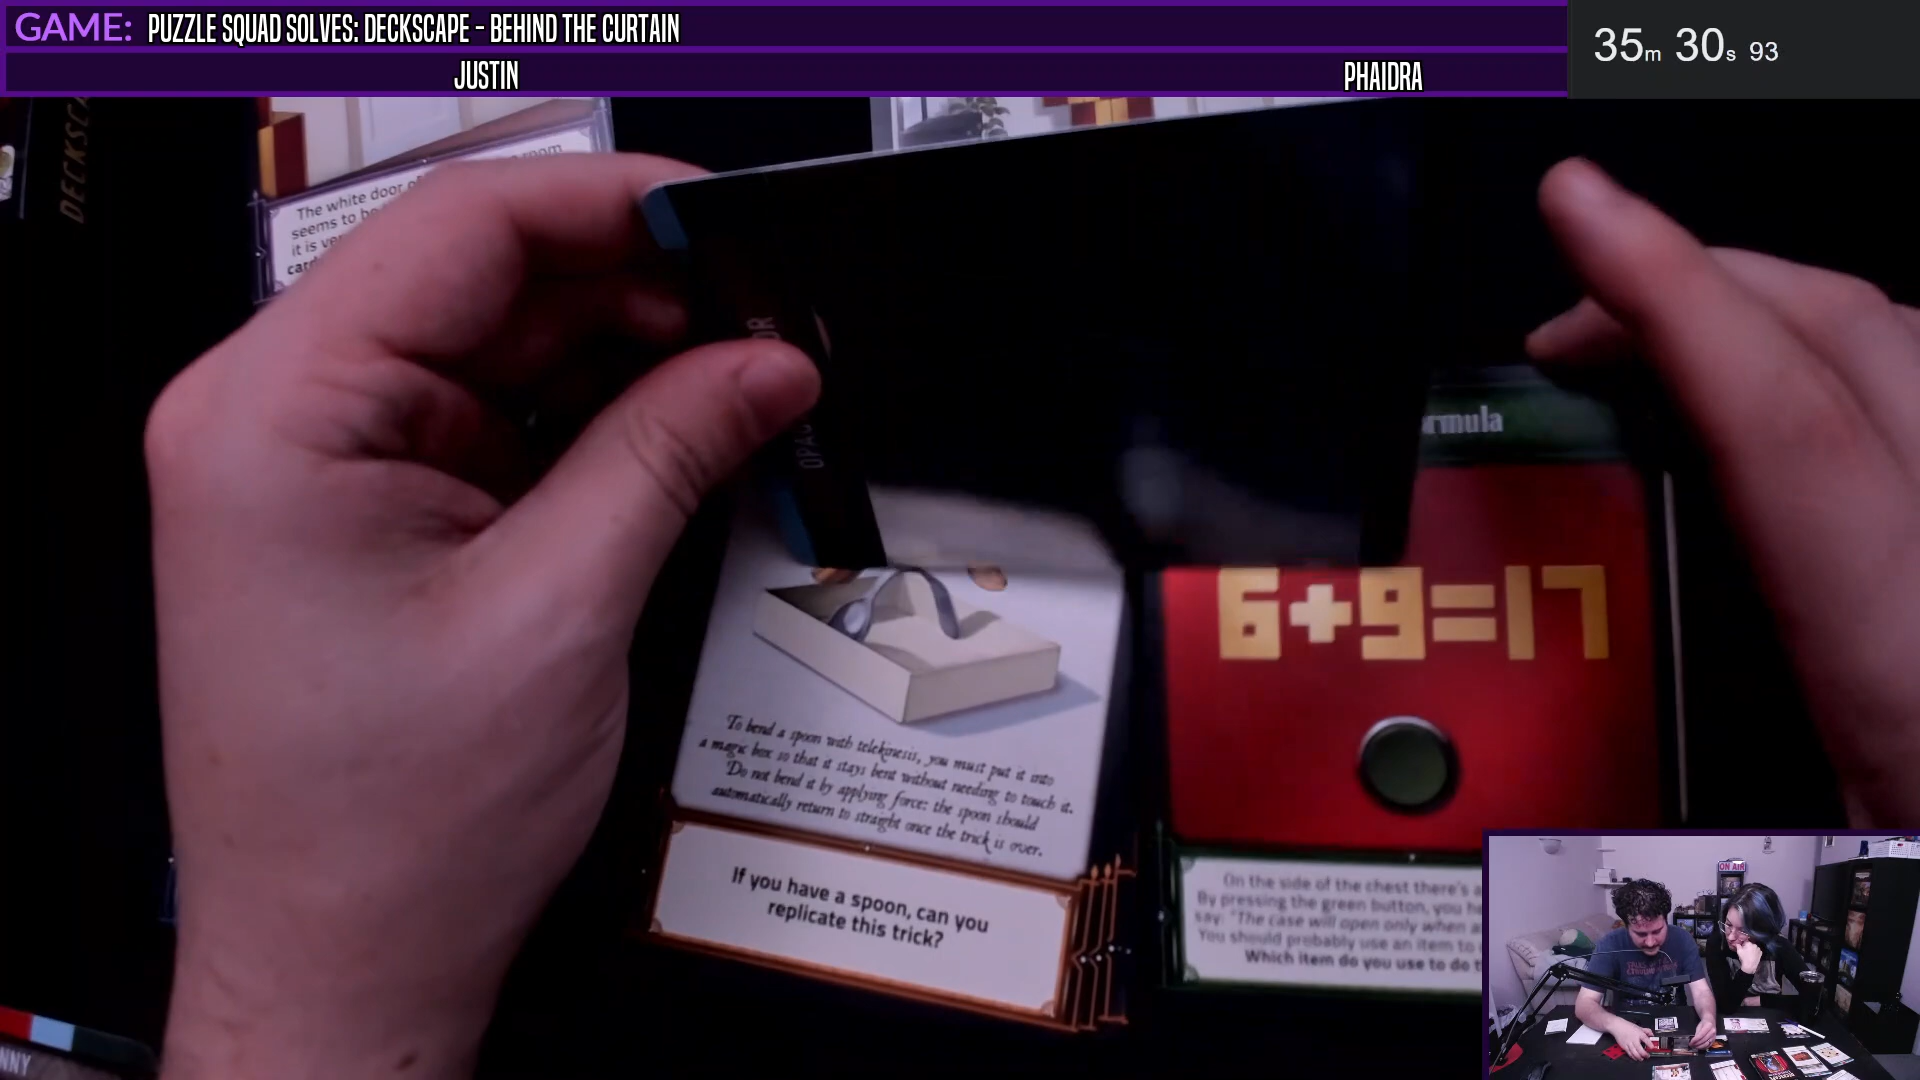 GAME: PUZZLE SQUAD SOLVES: DECKSCAPE - BEHIND THE CURTAIN
35m 30s 93
JUSTIN
PHAIDRA
The white door
room
seems to
it is
ON AIR
6+9=17
To bend a spoon with telekinesis, you must put it into
a magic box so that it stays bent without needing to touch it.
Do not bend it by applying force: the spoon should
automatically return to straight once the trick is over.
If you have a spoon, can you
replicate this trick?
On the side of the chest there's a
By pressing the green button, you
say: "The case will open only when
You should probably use an item to
Which item do you use to do